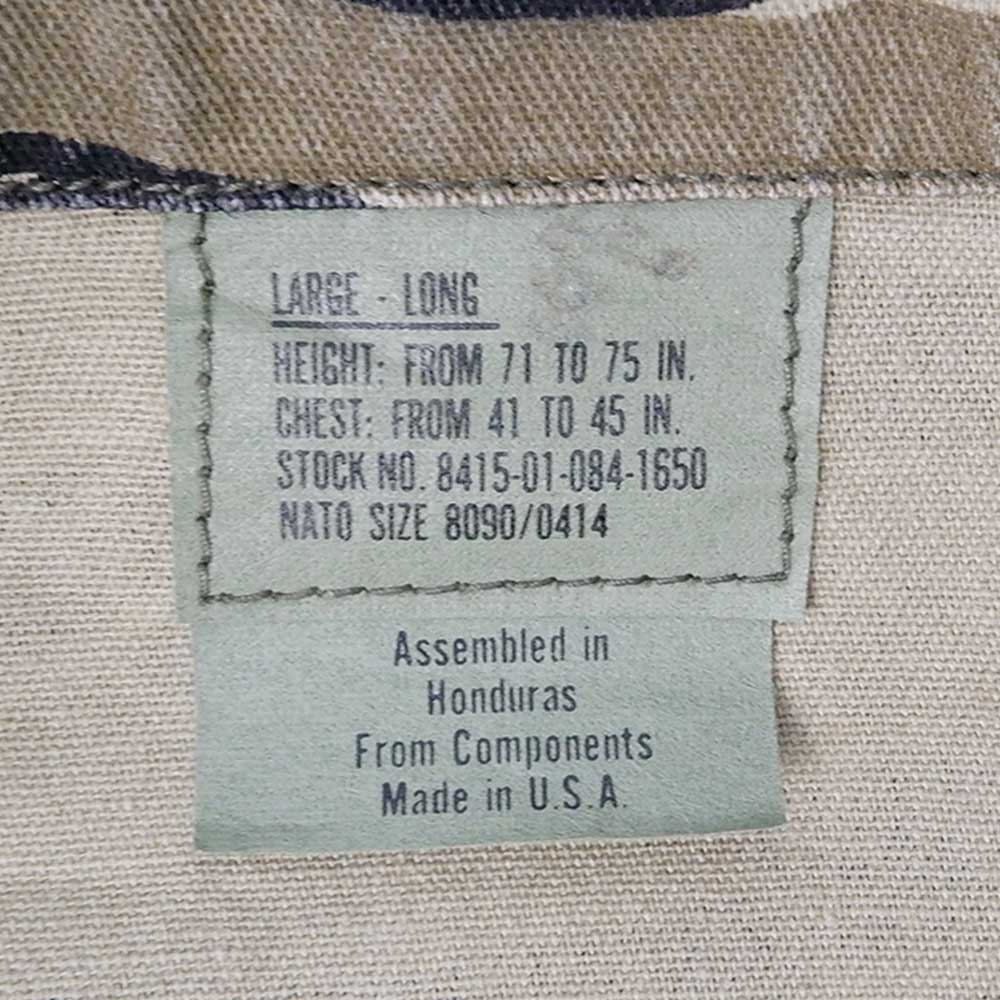 LARGE - LONG
HEIGHT: FROM 71 TO 75 IN.
CHEST: FROM 41 TO 45 IN.
STOCK NO. 8415-01-084-1650
NATO SIZE 8090/0414
Assembled in
Honduras
From Components
Made in U.S.A.